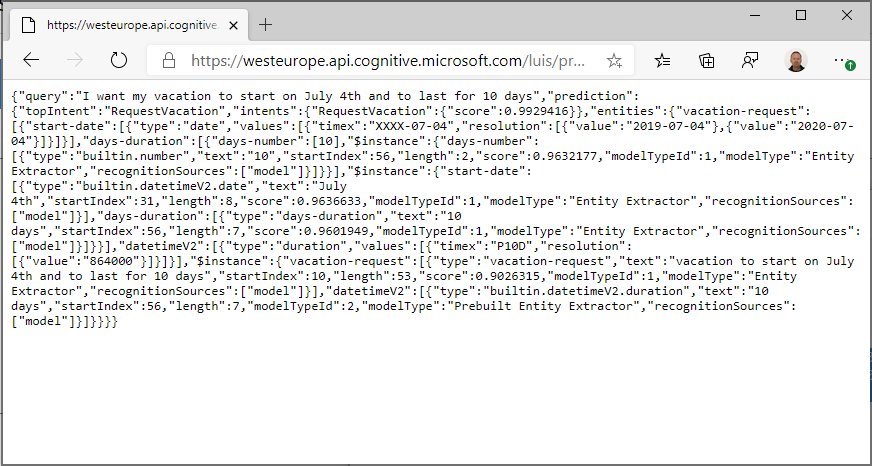 https://westeurope.api.cognitive.
https://westeurope.api.cognitive.microsoft.com/luis/pr...
{"query":"I want my vacation to start on July 4th and to last for 10 days","prediction":
{"topIntent":"RequestVacation","intents":{"RequestVacation":{"score":0.9929416}},"entities":{"vacation-request":
[{"start-date":[{"type":"date","values":[{"timex":"XXXX-07-04","resolution":[{"value":"2019-07-04"},{"value":"2020-07-
04"}]}]}],"days-duration":[{"days-number":[10],"$instance":{"days-number":
[{"type":"builtin.number","text":"10","startIndex":56,"length":2,"score":0.9632177,"modelTypeId":1,"modelType":"Entity
Extractor","recognitionSources":["model"]}]}}],"$instance":{"start-date":
[{"type":"builtin.datetimeV2.date","text":"July
4th","startIndex":31,"length":8,"score":0.9636633,"modelTypeId":1,"modelType":"Entity Extractor","recognitionSources":
["model"]}],"days-duration":[{"type":"days-duration","text":"10
days","startIndex":56,"length":7,"score":0.9601949,"modelTypeId":1,"modelType":"Entity Extractor","recognitionSources":
["model"]}]}}],"datetimeV2":[{"type":"duration","values":[{"timex":"P10D","resolution":
[{"value":"864000"}]}]}],"$instance":{"vacation-request":[{"type":"vacation-request","text":"vacation to start on July
4th and to last for 10 days","startIndex":10,"length":53,"score":0.9026315,"modelTypeId":1,"modelType":"Entity
Extractor","recognitionSources":["model"]}],"datetimeV2":[{"type":"builtin.datetimeV2.duration","text":"10
days","startIndex":56,"length":7,"modelTypeId":2,"modelType":"Prebuilt Entity Extractor","recognitionSources":
["model"]}]}}}}